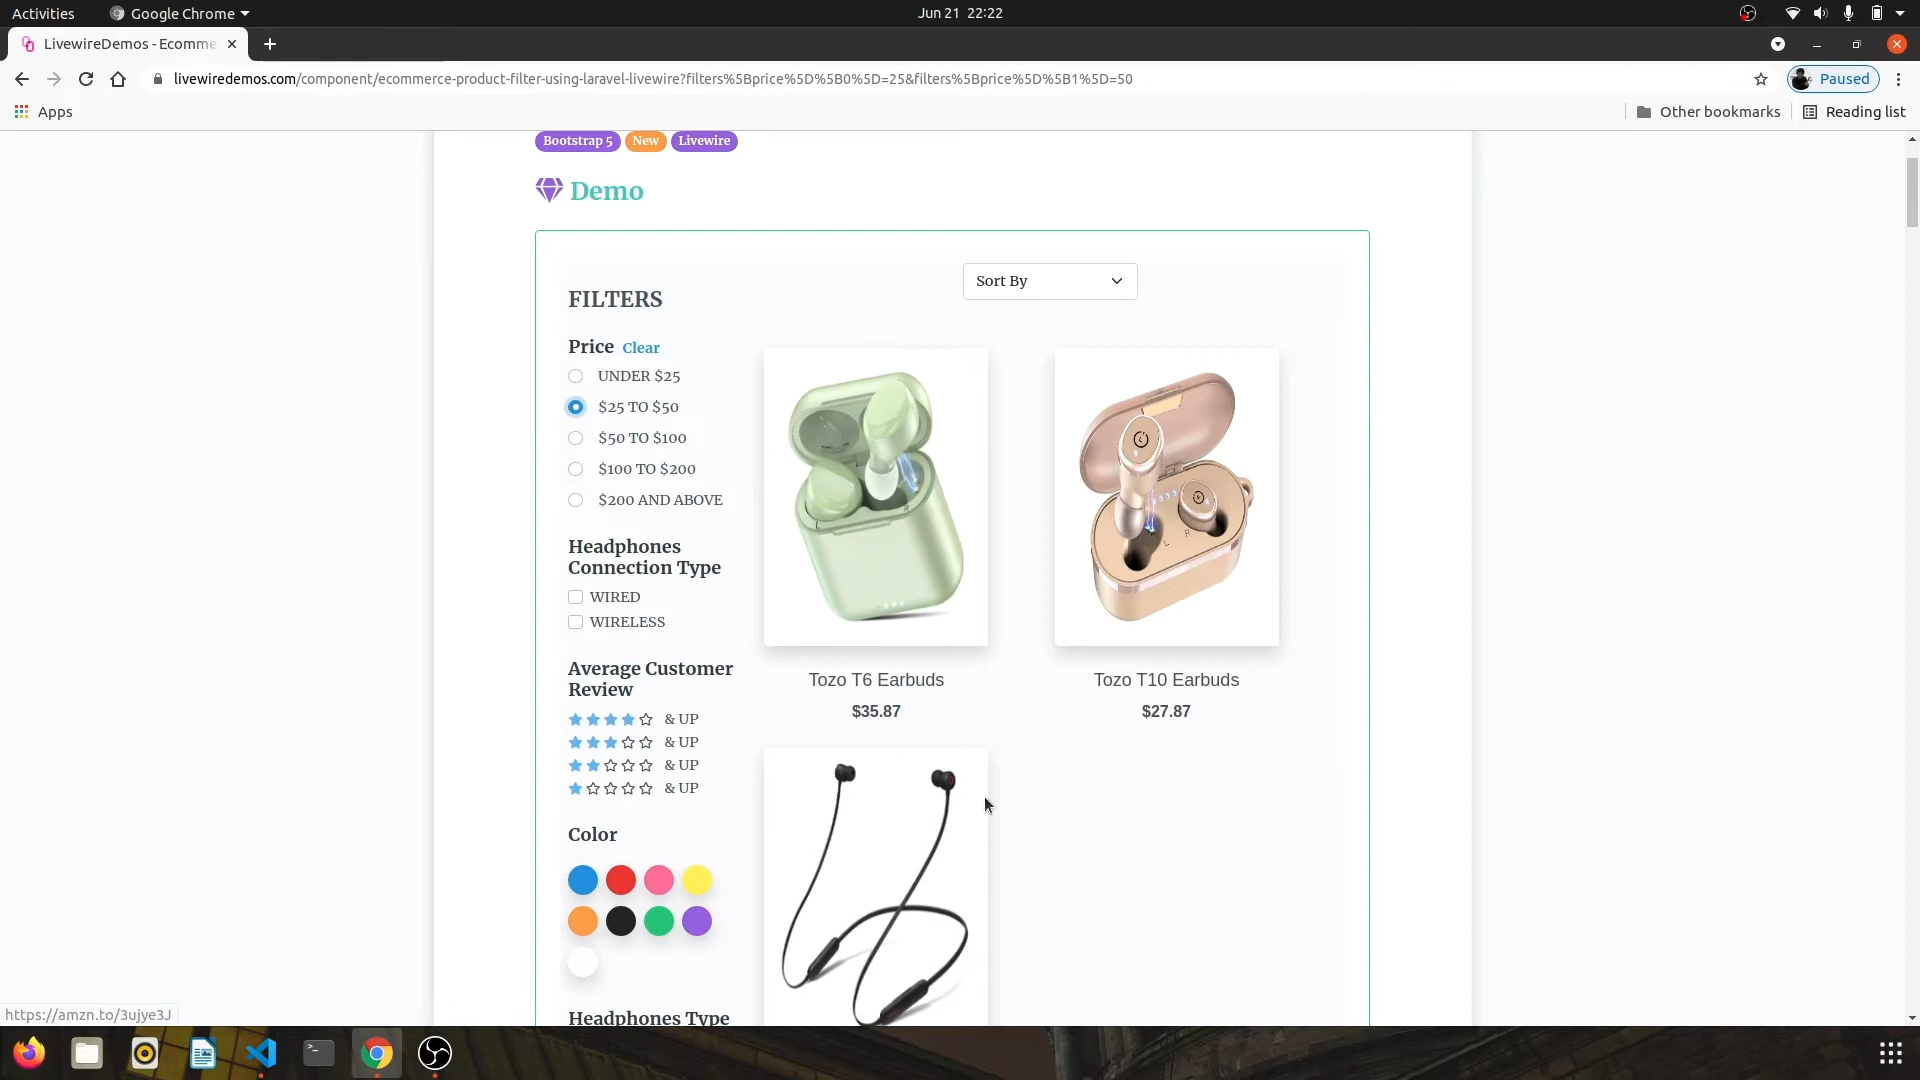 Activities
Google Chrome
Jun 21 22:22
LivewireDemos - Ecomme
livewiredemos.com/component/ecommerce-product-filter-using-laravel-livewire?filters%5Bprice%5D%5B0%5D=25&filters%5Bprice%5D%5B1%5D=50
Paused
Apps
Other bookmarks
Reading list
Bootstrap 5 New Livewire
Demo
Sort By
FILTERS
Price Clear
UNDER $25
$25 TO $50
$50 TO $100
$100 TO $200
$200 AND ABOVE
Headphones
Connection Type
WIRED
WIRELESS
Average Customer
Review
& UP
& UP
& UP
& UP
Color
Headphones Type
L R
L R
Tozo T6 Earbuds
$35.87
Tozo T10 Earbuds
$27.87
https://amzn.to/3ujye3J